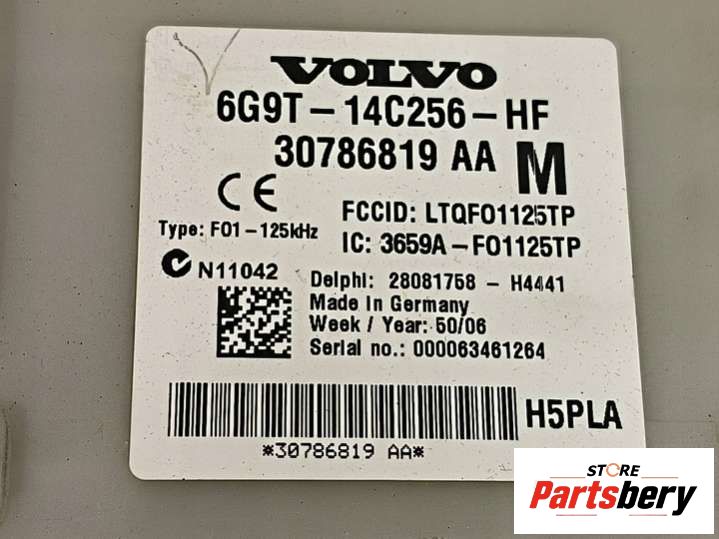 VOLVO
6G9T-14C256-HF
30786819 AA M
CE
FCCID: LTQFO1125TP
Type: F01-125kHz
IC: 3659A-FO1125TP
N11042
Delphi: 28081758 - H4441
Made In Germany
Week / Year: 50/06
Serial no.: 000063461264
H5PLA
*30786819 AA*
STORE
Partsbery